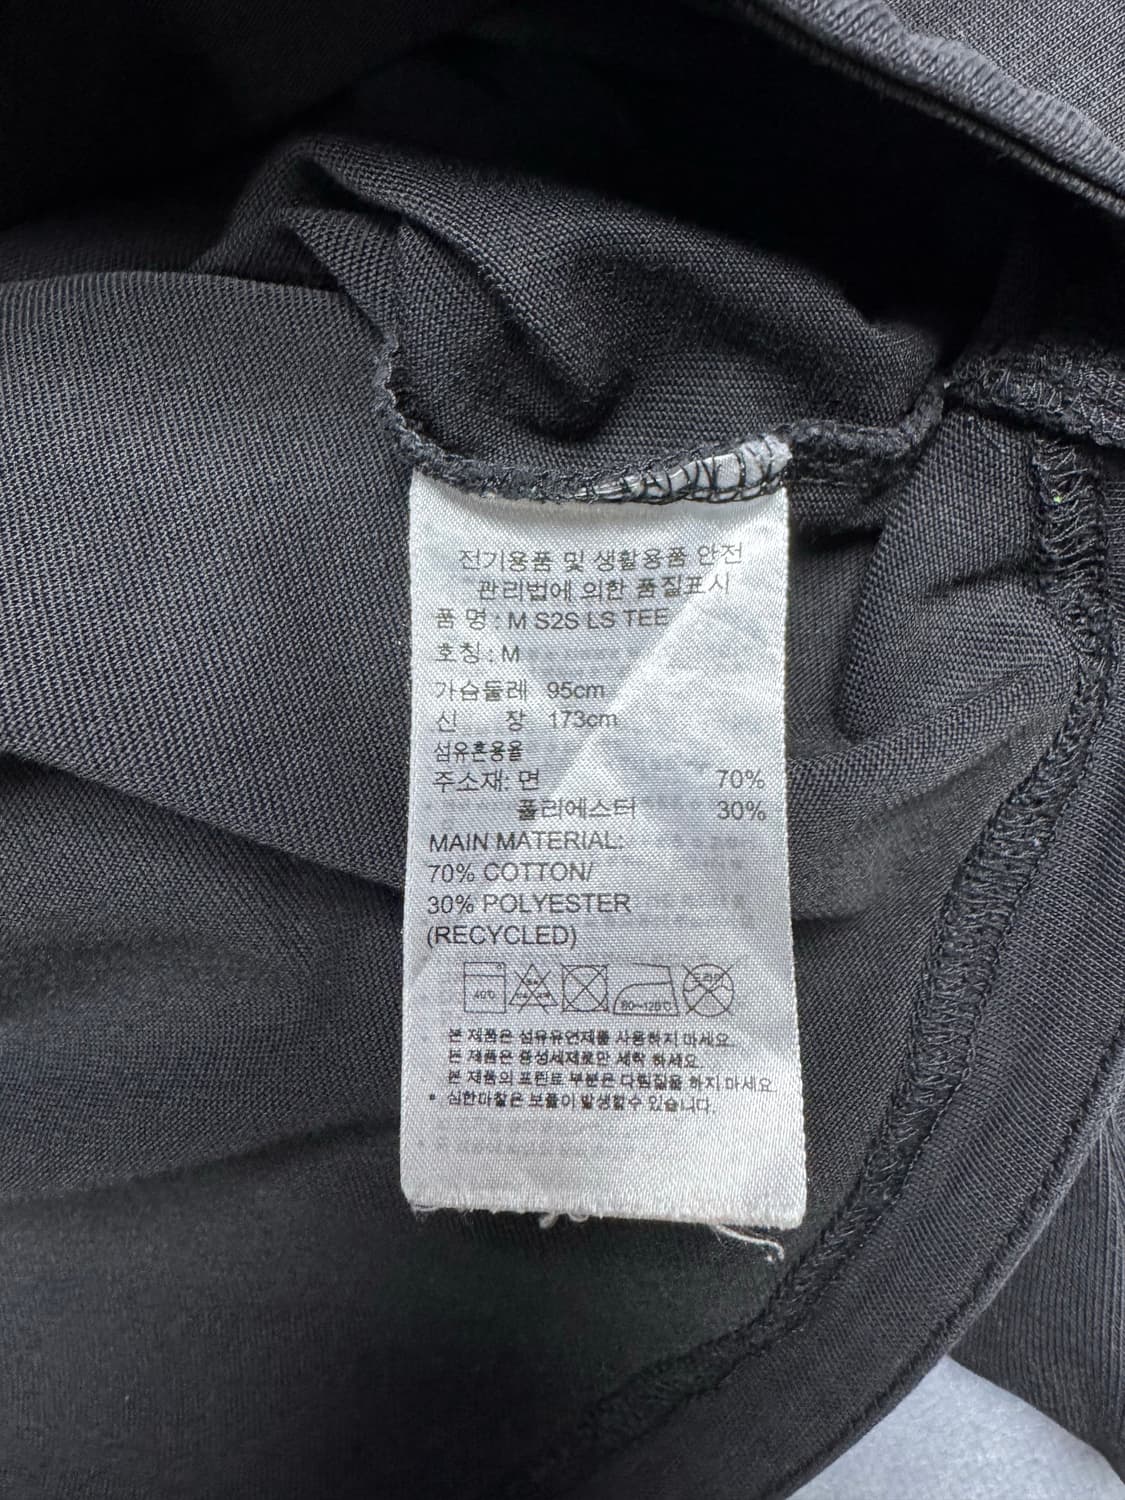 전기용품 및 생활용품 안전
관리법에 의한 품질표시
품 명 : M S2S LS TEE
호칭 : M
가슴둘레 95cm
신 장 173cm
섬유혼용율
주소재: 면 70%
폴리에스터 30%
MAIN MATERIAL:
70% COTTON/
30% POLYESTER
(RECYCLED)
40℃ 80~120℃ 드라이
본 제품은 섬유유연제를 사용하지 마세요.
본 제품은 중성세제로만 세탁 하세요.
본 제품의 프린트 부분은 다림질을 하지 마세요.
* 심한마찰은 보풀이 발생할수 있습니다.